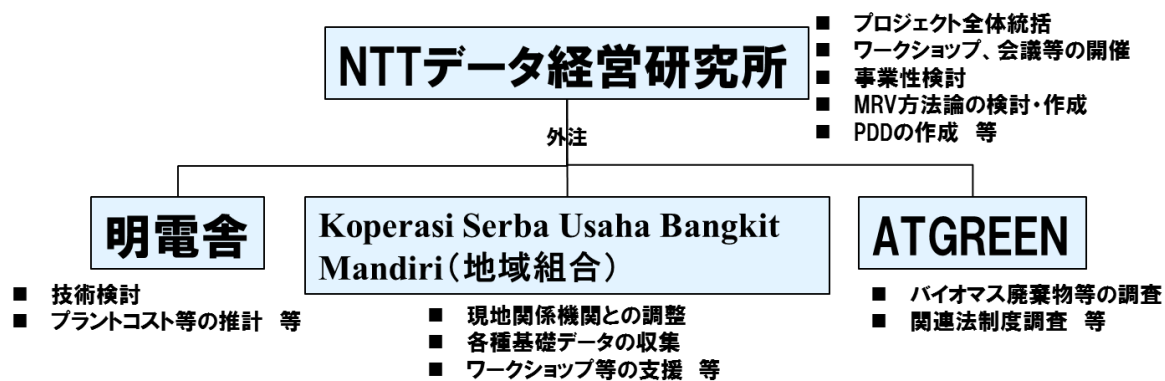 NTTデータ経営研究所
■ プロジェクト全体統括
■ ワークショップ、会議等の開催
■ 事業性検討
■ MRV方法論の検討・作成
■ PDDの作成 等
外注
明電舎
■ 技術検討
■ プラントコスト等の推計 等
Koperasi Serba Usaha Bangkit
Mandiri(地域組合)
■ 現地関係機関との調整
■ 各種基礎データの収集
■ ワークショップ等の支援 等
ATGREEN
■ バイオマス廃棄物等の調査
■ 関連法制度調査 等